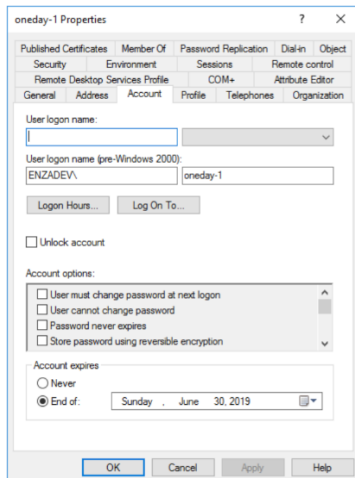 oneday-1 Properties ? ×
Published Certificates Member Of Password Replication Dial-in Object
Security Environment Sessions Remote control
Remote Desktop Services Profile COM+ Attribute Editor
General Address Account Profile Telephones Organization
User logon name:
User logon name (pre-Windows 2000):
ENZADEV\ oneday-1
Logon Hours... Log On To...
Unlock account
Account options:
User must change password at next logon
User cannot change password
Password never expires
Store password using reversible encryption
Account expires
Never
End of: Sunday , June 30, 2019
OK Cancel Apply Help